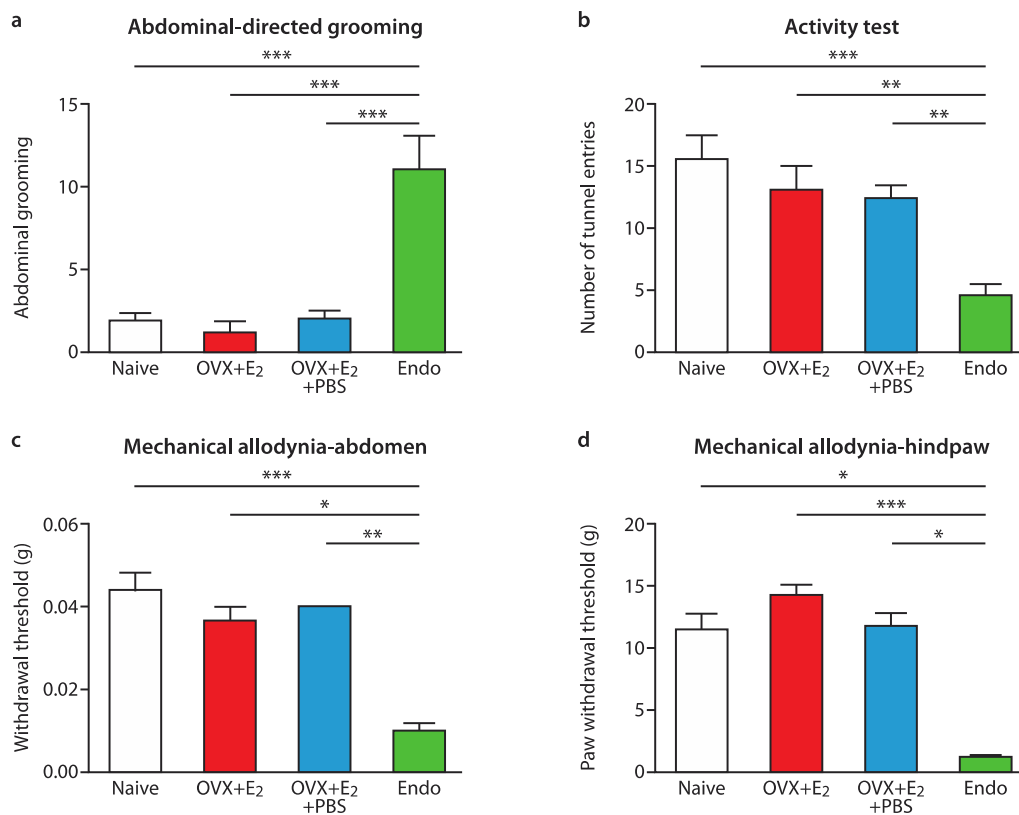 a
Abdominal-directed grooming
***
***
***
Abdominal grooming
15
10
5
0
Naive
OVX+E2
OVX+E2
+PBS
Endo
b
Activity test
***
**
**
Number of tunnel entries
20
15
10
5
0
Naive
OVX+E2
OVX+E2
+PBS
Endo
c
Mechanical allodynia-abdomen
***
*
**
Withdrawal threshold (g)
0.06
0.04
0.02
0.00
Naive
OVX+E2
OVX+E2
+PBS
Endo
d
Mechanical allodynia-hindpaw
*
***
*
Paw withdrawal threshold (g)
20
15
10
5
0
Naive
OVX+E2
OVX+E2
+PBS
Endo